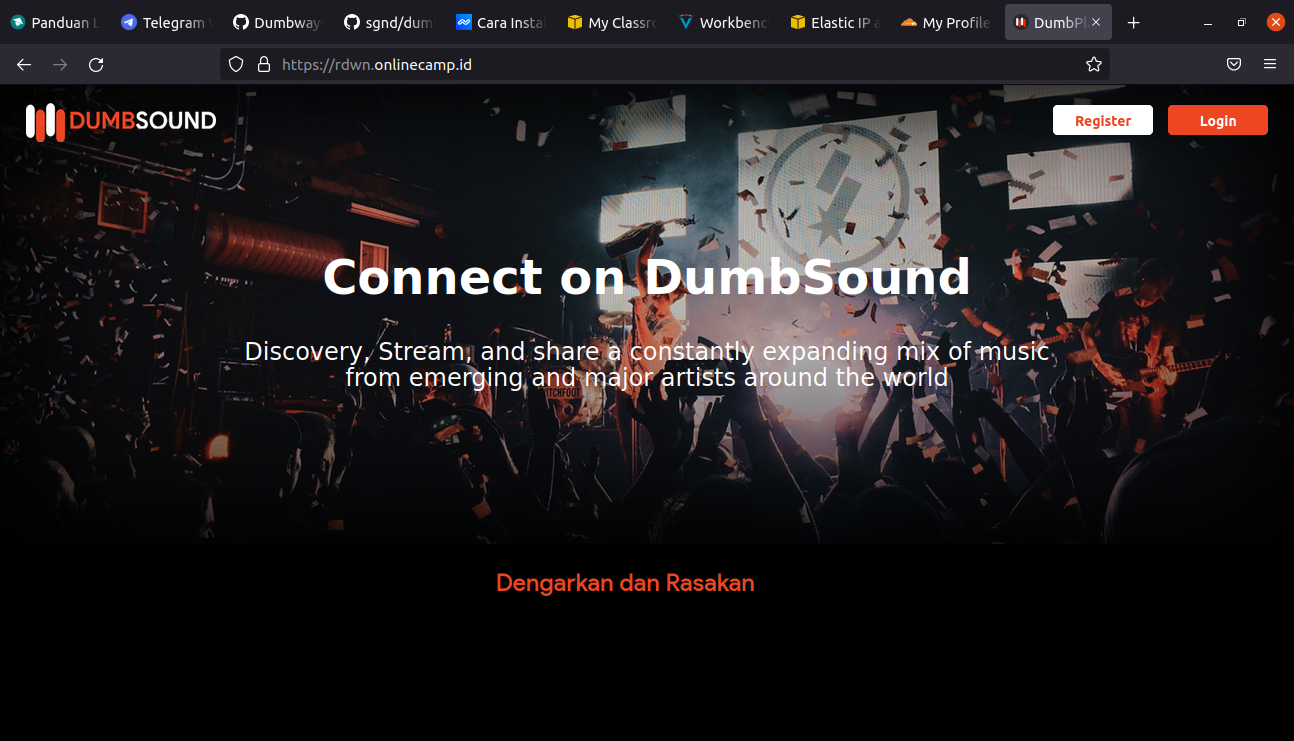 Panduan L
Telegram
Dumbway
sgnd/dum
Cara Insta
My Classro
Workbenc
Elastic IP a
My Profile
DumbPl
https://rdwn.onlinecamp.id
DUMBSOUND
Register
Login
Connect on DumbSound
Discovery, Stream, and share a constantly expanding mix of music
from emerging and major artists around the world
Dengarkan dan Rasakan